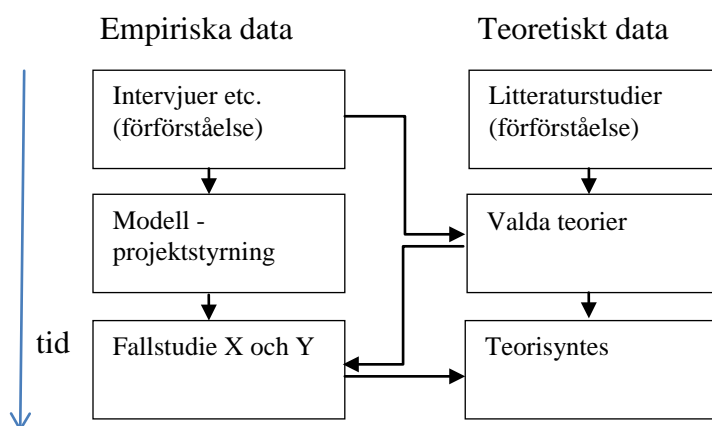 Empiriska data
Teoretiskt data
Intervjuer etc.
(förförståelse)
Litteraturstudier
(förförståelse)
Modell -
projektstyrning
Valda teorier
tid
Fallstudie X och Y
Teorisyntes